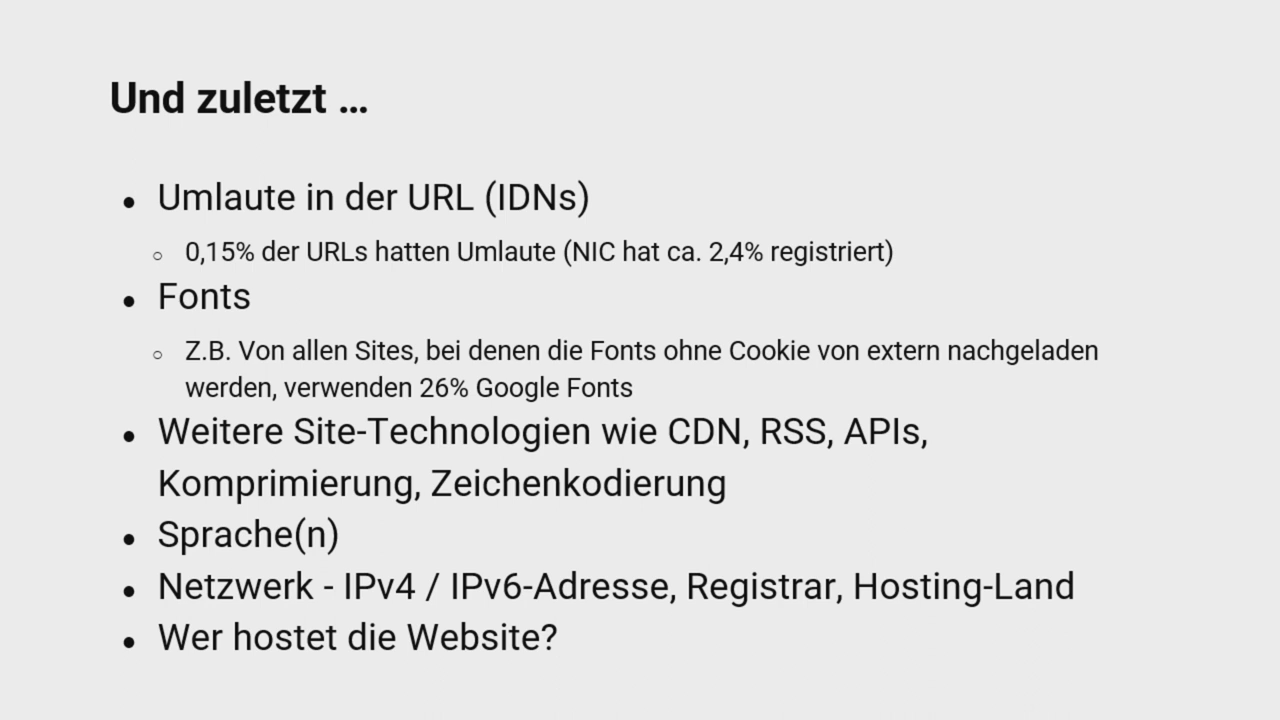 Und zuletzt ...
● Umlaute in der URL (IDNs)
○ 0,15% der URLs hatten Umlaute (NIC hat ca. 2,4% registriert)
● Fonts
○ Z.B. Von allen Sites, bei denen die Fonts ohne Cookie von extern nachgeladen
werden, verwenden 26% Google Fonts
● Weitere Site-Technologien wie CDN, RSS, APIs,
Komprimierung, Zeichenkodierung
● Sprache(n)
● Netzwerk - IPv4 / IPv6-Adresse, Registrar, Hosting-Land
● Wer hostet die Website?